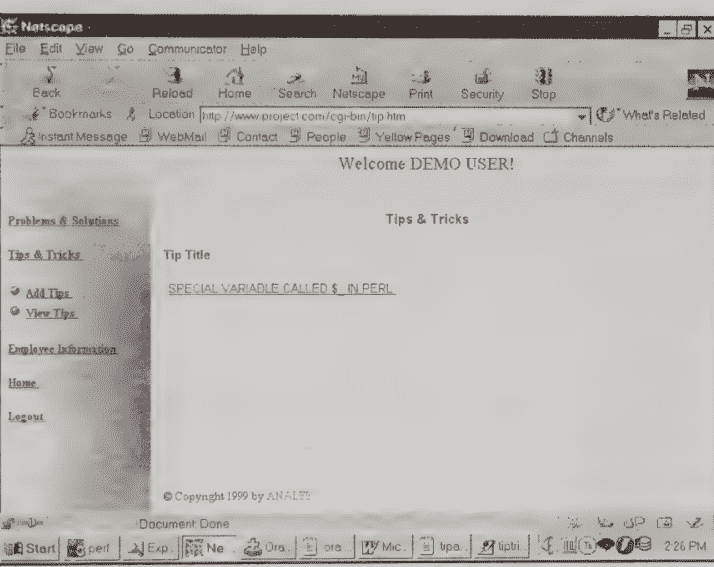 Netscape
File Edit View Go Communicator Help
Back Reload Home Search Netscape Print Security Stop
Bookmarks Location http://www.project.com/cgi-bin/tip.htm What's Related
Instant Message WebMail Contact People Yellow Pages Download Channels
Welcome DEMO USER!
Problems & Solutions
Tips & Tricks
Tips & Tricks
Tip Title
SPECIAL VARIABLE CALLED $_ IN PERL
Add Tips
View Tips
Employee Information
Home
Logout
© Copyright 1999 by
Document: Done
Start perl Exp... Ne... Ora... ora... Mic... tipa... tiptri... 2:26 PM